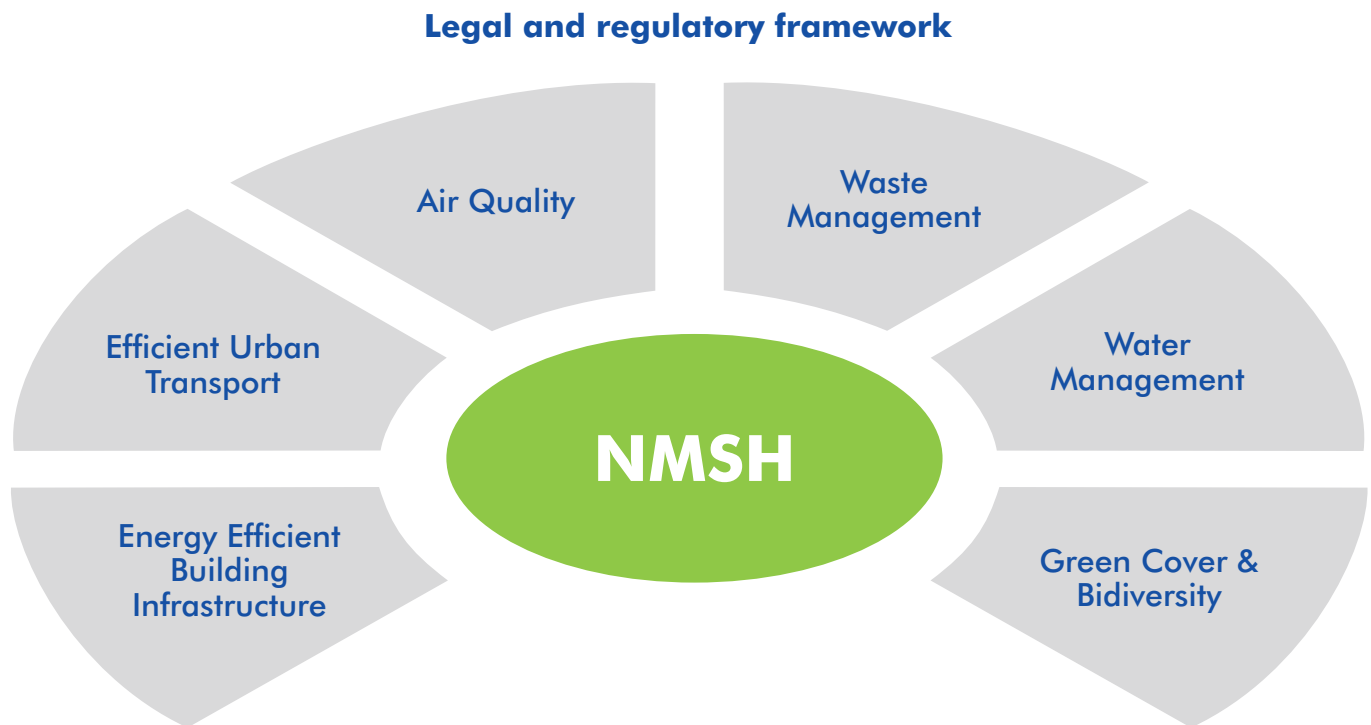 Legal and regulatory framework
Air Quality
Waste
Management
Efficient Urban
Transport
Water
Management
NMSH
Energy Efficient
Building
Infrastructure
Green Cover &
Bidiversity